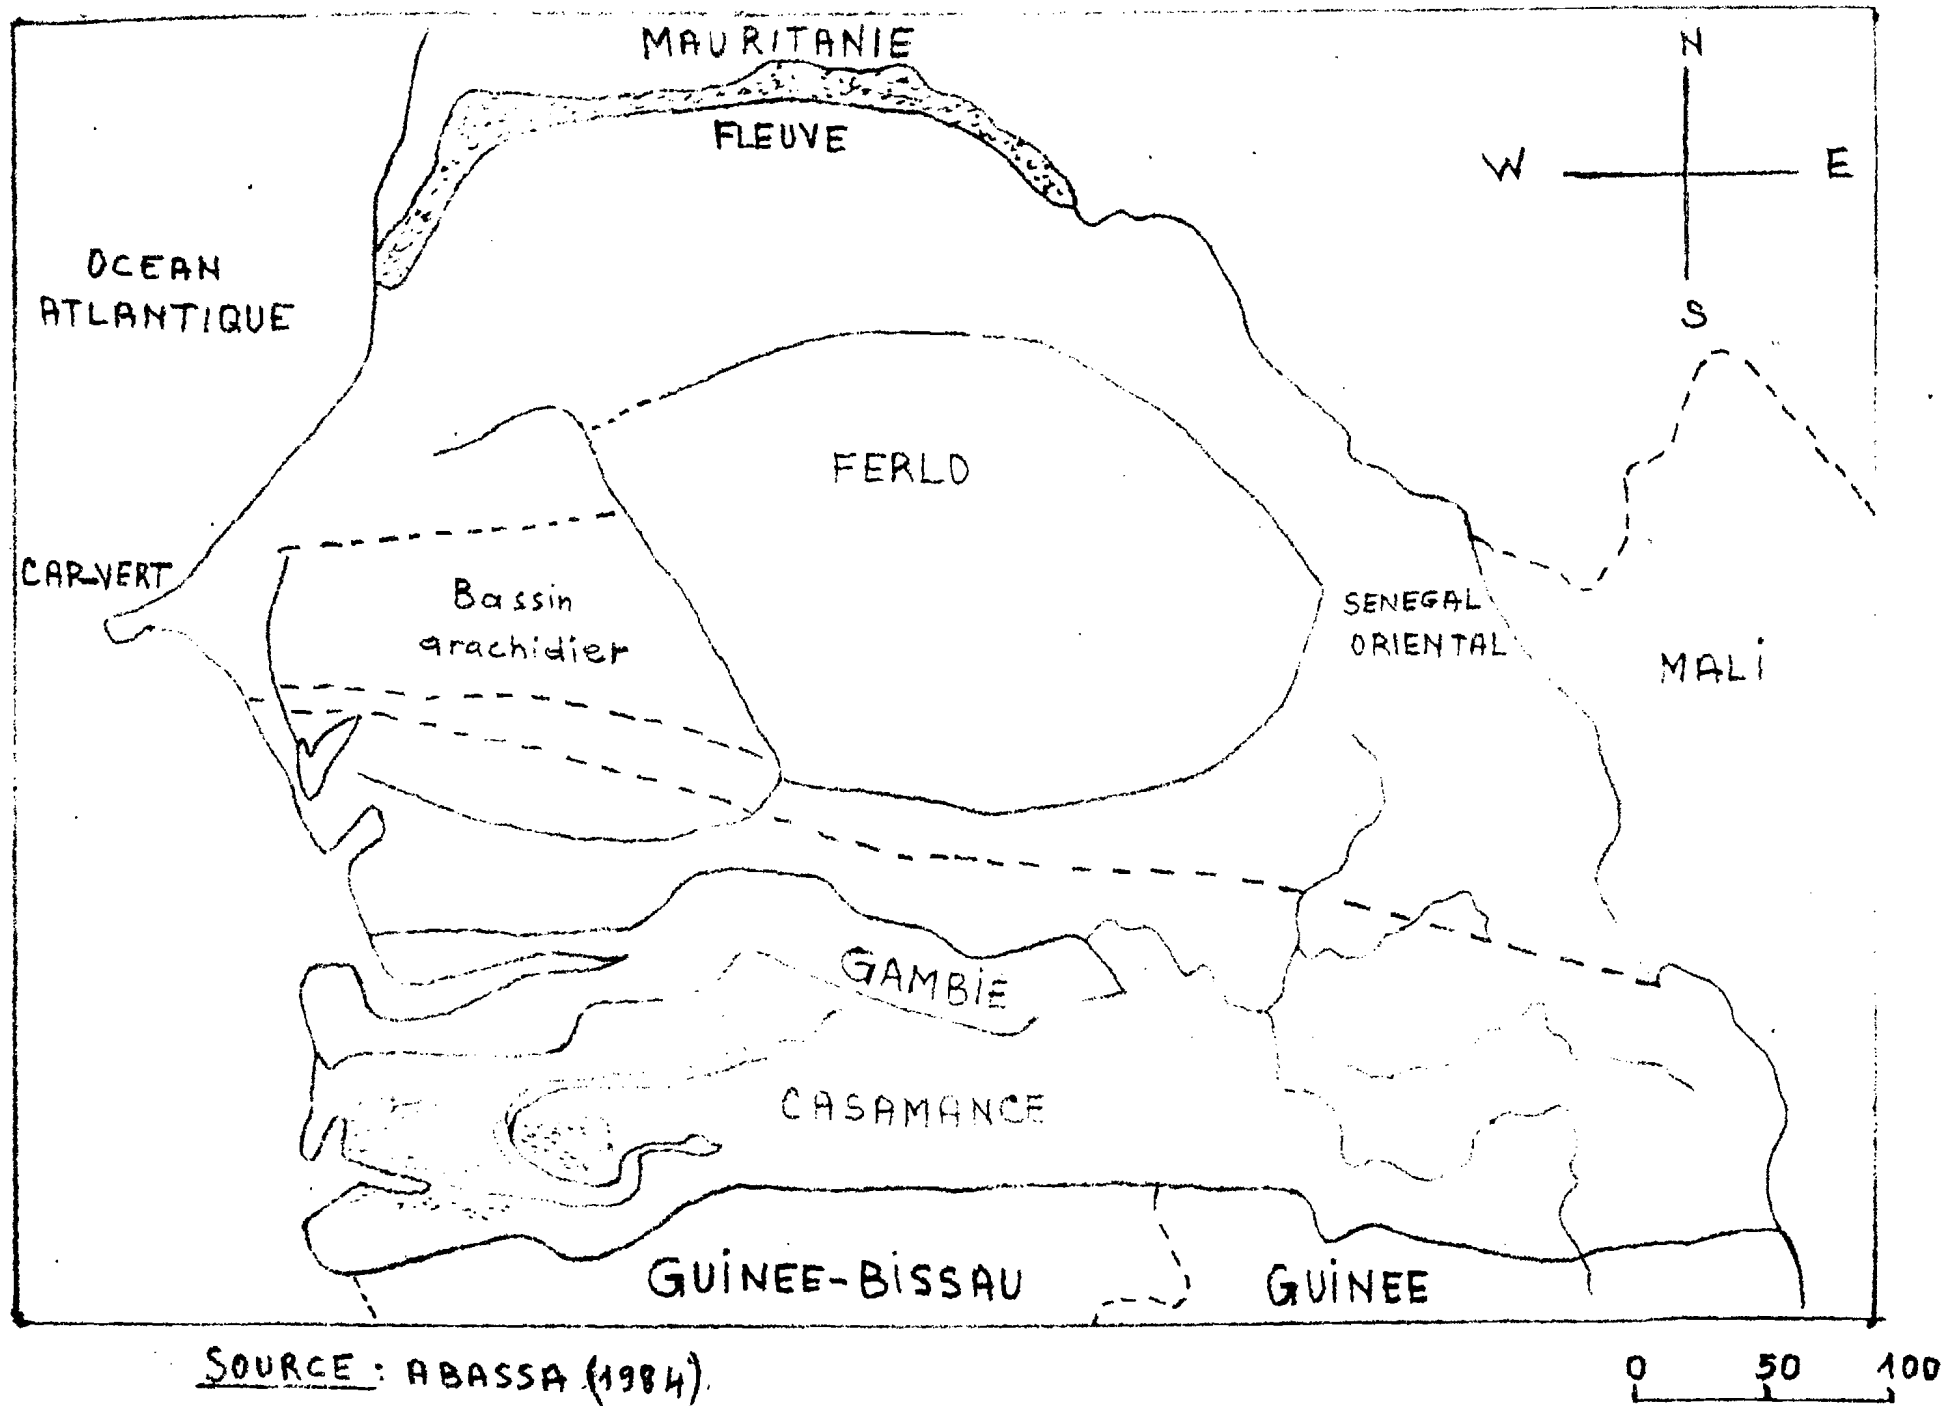 MAURITANIE
N
FLEUVE
W E
OCEAN
ATLANTIQUE
S
FERLO
CAP-VERT
Bassin
arachidier
SENEGAL
ORIENTAL
MALI
GAMBIE
CASAMANCE
GUINEE-BISSAU
GUINEE
SOURCE : ABASSA (1984).
0 50 100